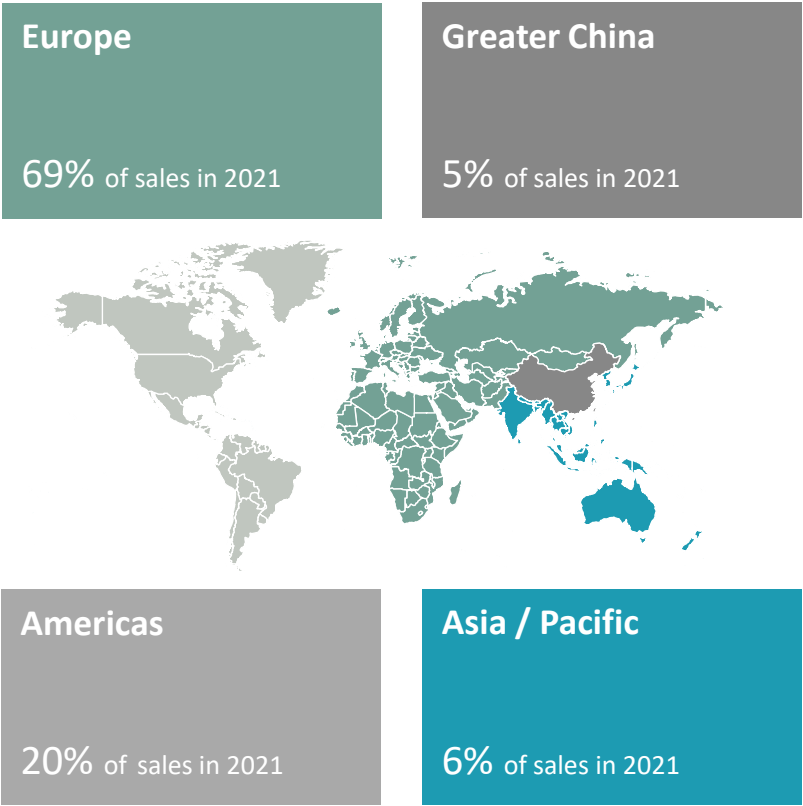 Europe
69% of sales in 2021
Greater China
5% of sales in 2021
Americas
20% of sales in 2021
Asia / Pacific
6% of sales in 2021